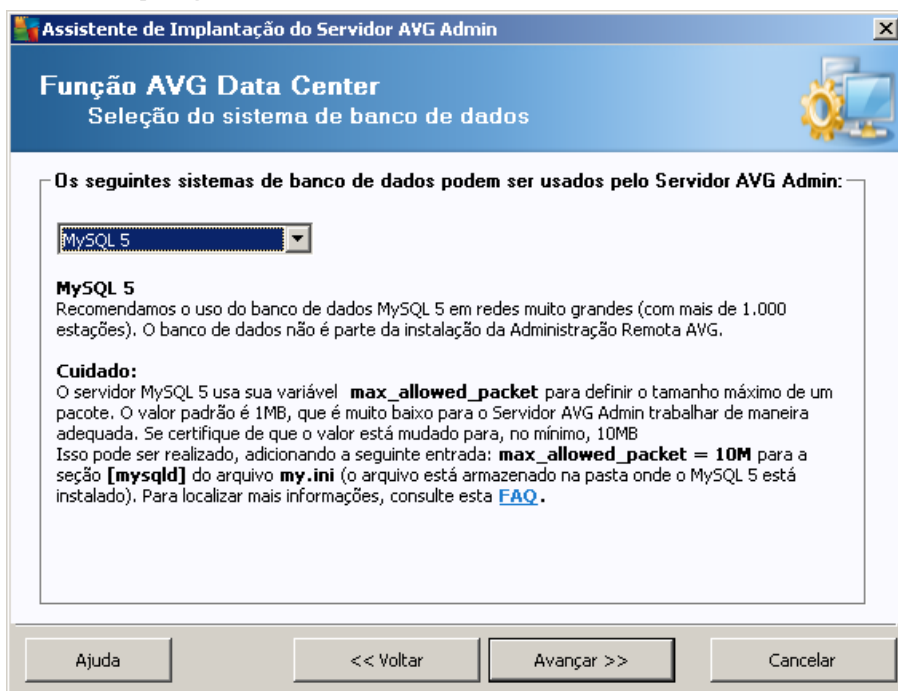 Assistente de Implantação do Servidor AVG Admin
Função AVG Data Center
Seleção do sistema de banco de dados
Os seguintes sistemas de banco de dados podem ser usados pelo Servidor AVG Admin:
MySQL 5
MySQL 5
Recomendamos o uso do banco de dados MySQL 5 em redes muito grandes (com mais de 1.000
estações). O banco de dados não é parte da instalação da Administração Remota AVG.
Cuidado:
O servidor MySQL 5 usa sua variável max_allowed_packet para definir o tamanho máximo de um
pacote. O valor padrão é 1MB, que é muito baixo para o Servidor AVG Admin trabalhar de maneira
adequada. Se certifique de que o valor está mudado para, no mínimo, 10MB
Isso pode ser realizado, adicionando a seguinte entrada: max_allowed_packet = 10M para a
seção [mysqld] do arquivo my.ini (o arquivo está armazenado na pasta onde o MySQL 5 está
instalado). Para localizar mais informações, consulte esta FAQ.
Ajuda
<< Voltar
Avançar >>
Cancelar